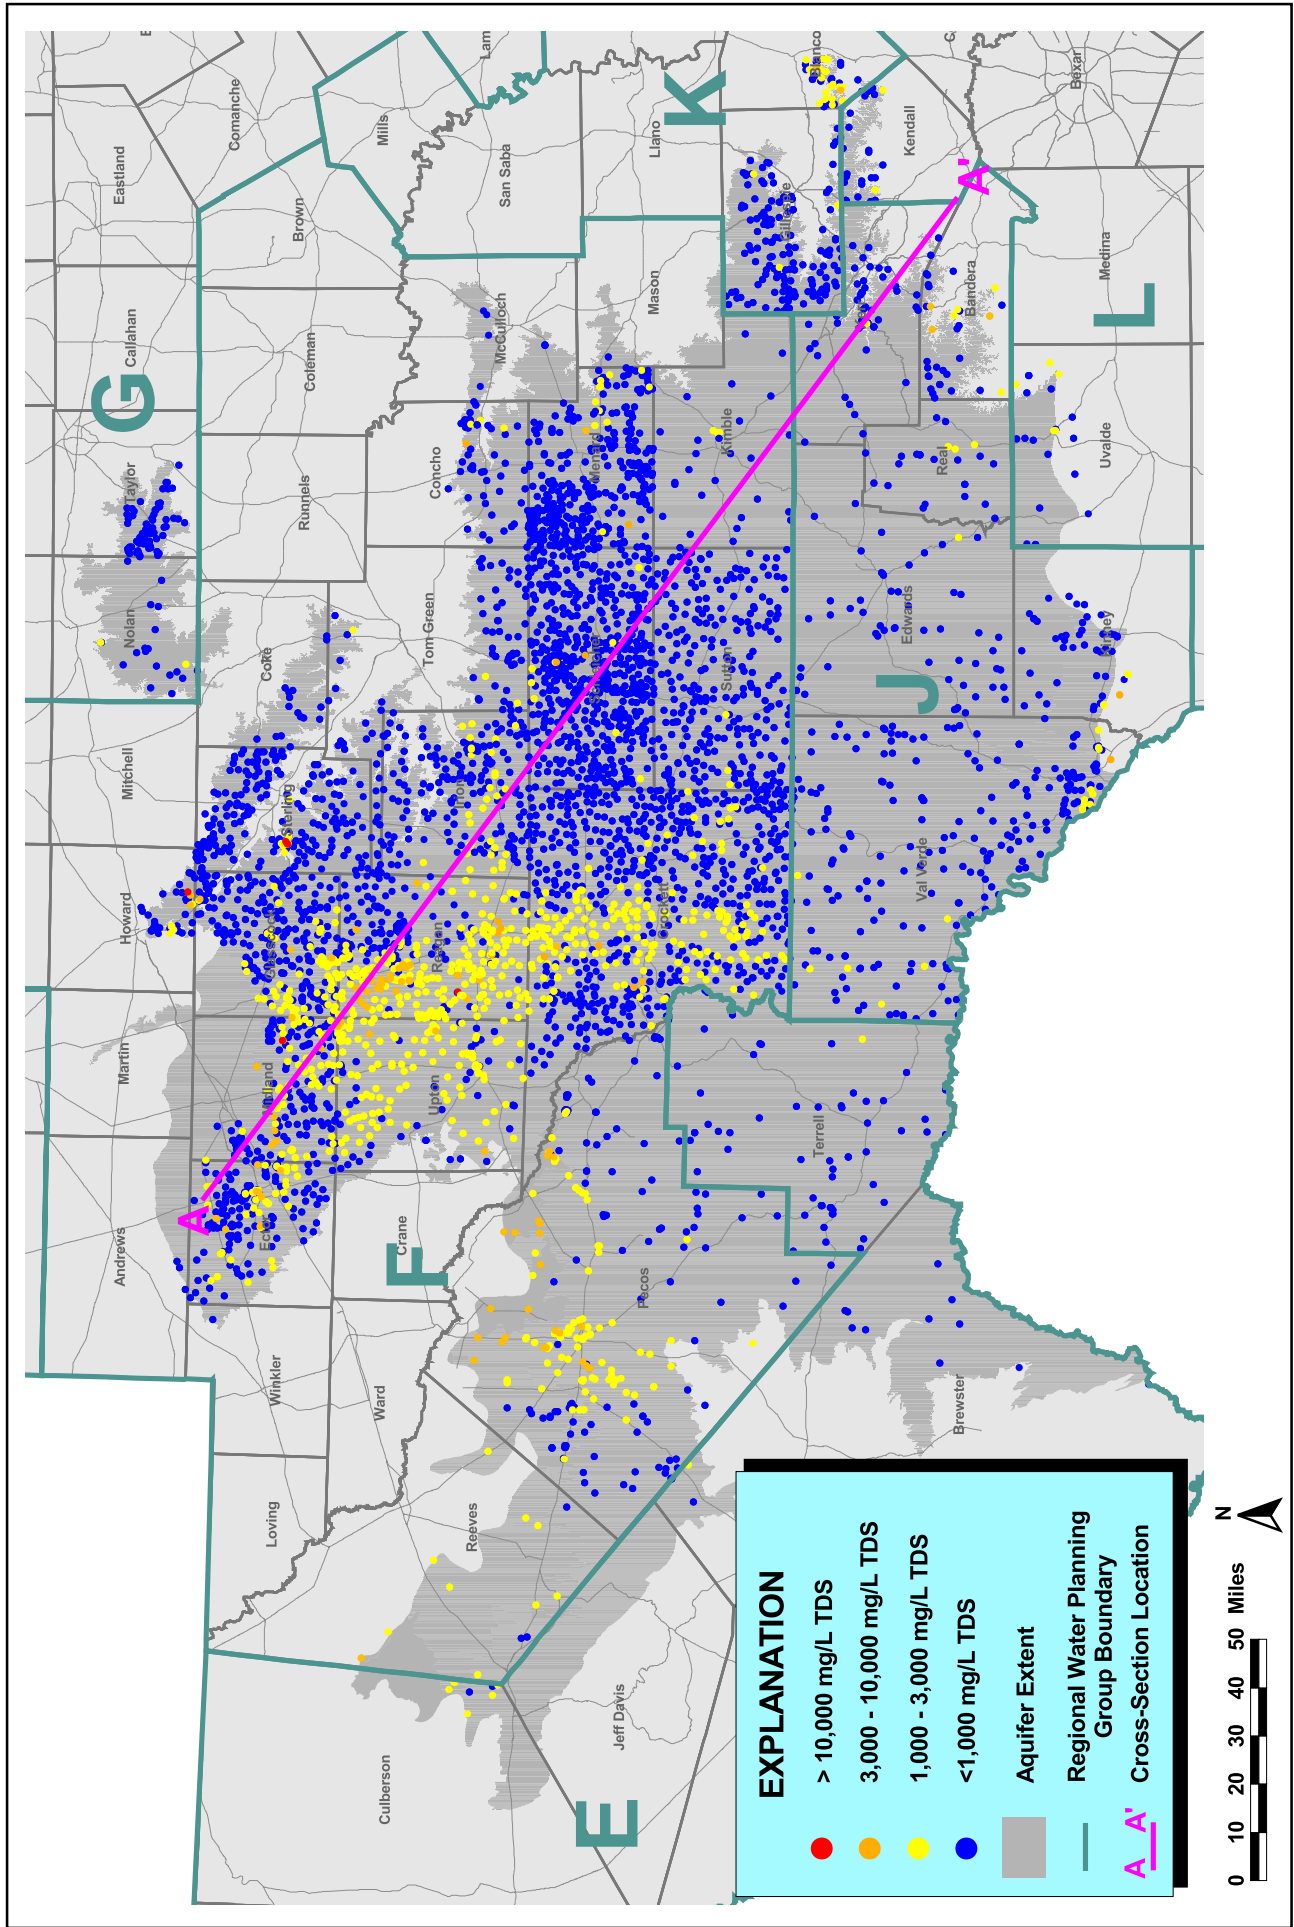 Andrews
Martin
Howard
Mitchell
Nolan
Taylor
Callahan
Eastland
G
A
Loving
Winkler
Ector
Midland
Glasscock
Sterling
Coke
Runnels
Coleman
Brown
Comanche
Culberson
Ward
Crane
F
Upton
Reagan
Irion
Tom Green
Concho
Mills
Reeves
McCulloch
San Saba
Lam
E
Jeff Davis
Pecos
Crockett
Schleicher
Menard
Mason
Llano
K
Sutton
Kimble
Gillespie
Blanco
Terrell
Val Verde
J
Edwards
Real
Kerr
Kendall
Brewster
Bandera
A'
Kinney
Uvalde
Medina
L
Bexar
EXPLANATION
> 10,000 mg/L TDS
3,000 - 10,000 mg/L TDS
1,000 - 3,000 mg/L TDS
<1,000 mg/L TDS
Aquifer Extent
Regional Water Planning
Group Boundary
A A' Cross-Section Location
0 10 20 30 40 50 Miles
N